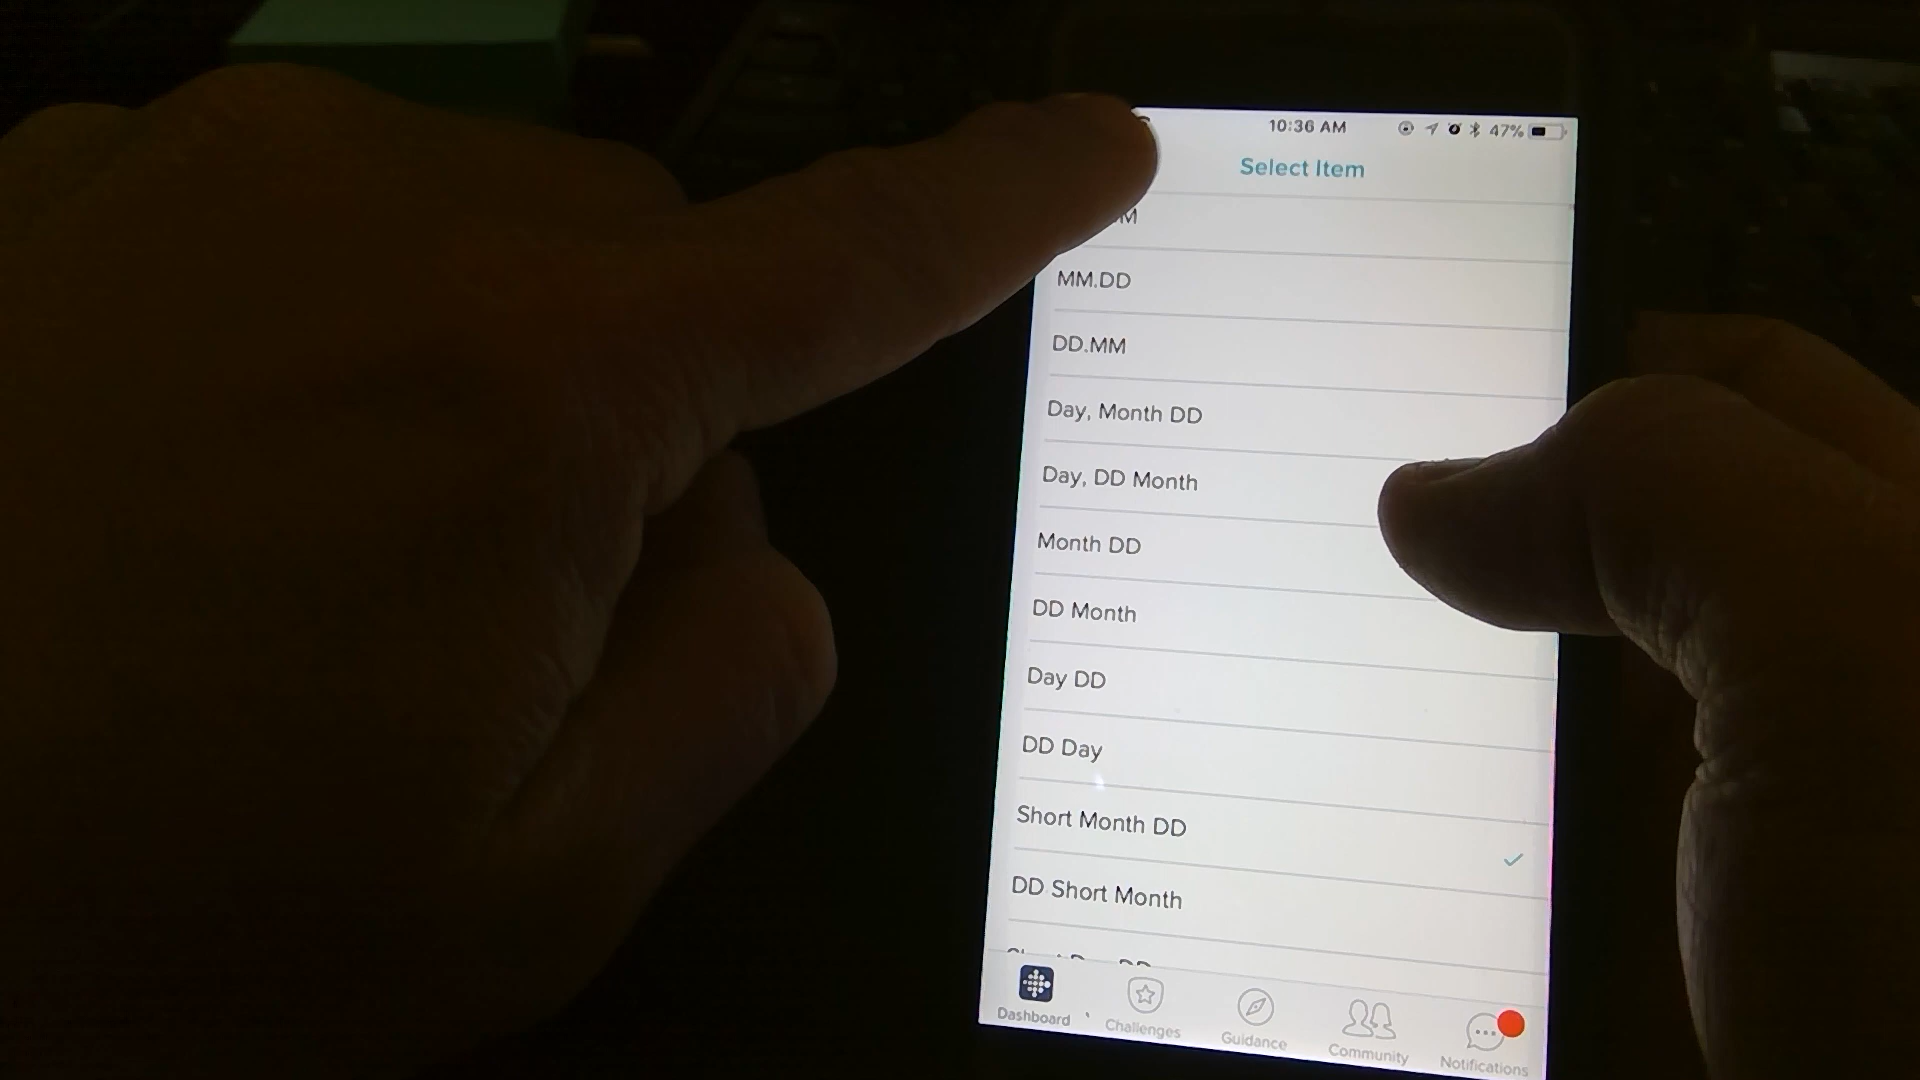 10:36 AM 47%
Select Item
MM.DD
DD.MM
Day, Month DD
Day, DD Month
Month DD
DD Month
Day DD
DD Day
Short Month DD
DD Short Month
Dashboard Challenges Guidance Community Notifications